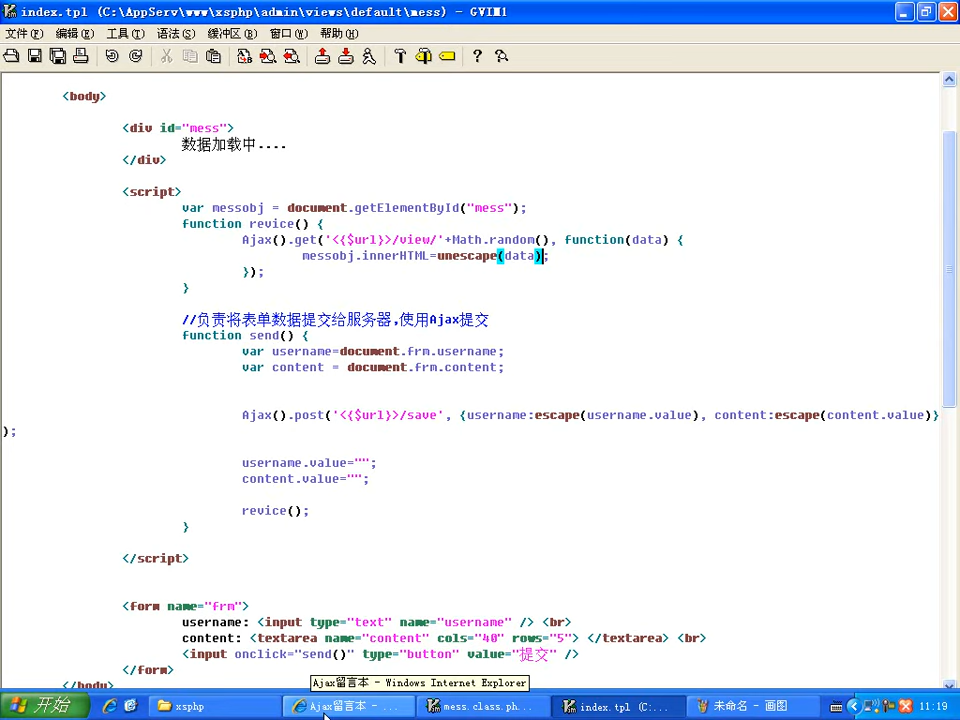 index.tpl (C:\AppServ\www\xsphp\admin\views\default\mess) - GVIM1
文件(F) 编辑(E) 工具(T) 语法(S) 缓冲区(B) 窗口(W) 帮助(H)
<body>
<div id="mess">
数据加载中....
</div>
<script>
var messobj = document.getElementById("mess");
function revice() {
Ajax().get('<{$url}>/view/'+Math.random(), function(data) {
messobj.innerHTML=unescape(data);
});
}
//负责将表单数据提交给服务器,使用Ajax提交
function send() {
var username=document.frm.username;
var content = document.frm.content;
Ajax().post('<{$url}>/save', {username:escape(username.value), content:escape(content.value)}
);
username.value="";
content.value="";
revice();
}
</script>
<form name="frm">
username: <input type="text" name="username" /> <br>
content: <textarea name="content" cols="40" rows="5"> </textarea> <br>
<input onclick="send()" type="button" value="提交" />
</form>
</body>
Ajax留言本 - Windows Internet Explorer
开始 xsphp Ajax留言本 - ... mess.class.ph... index.tpl (C:... 未命名 - 画图 11:19